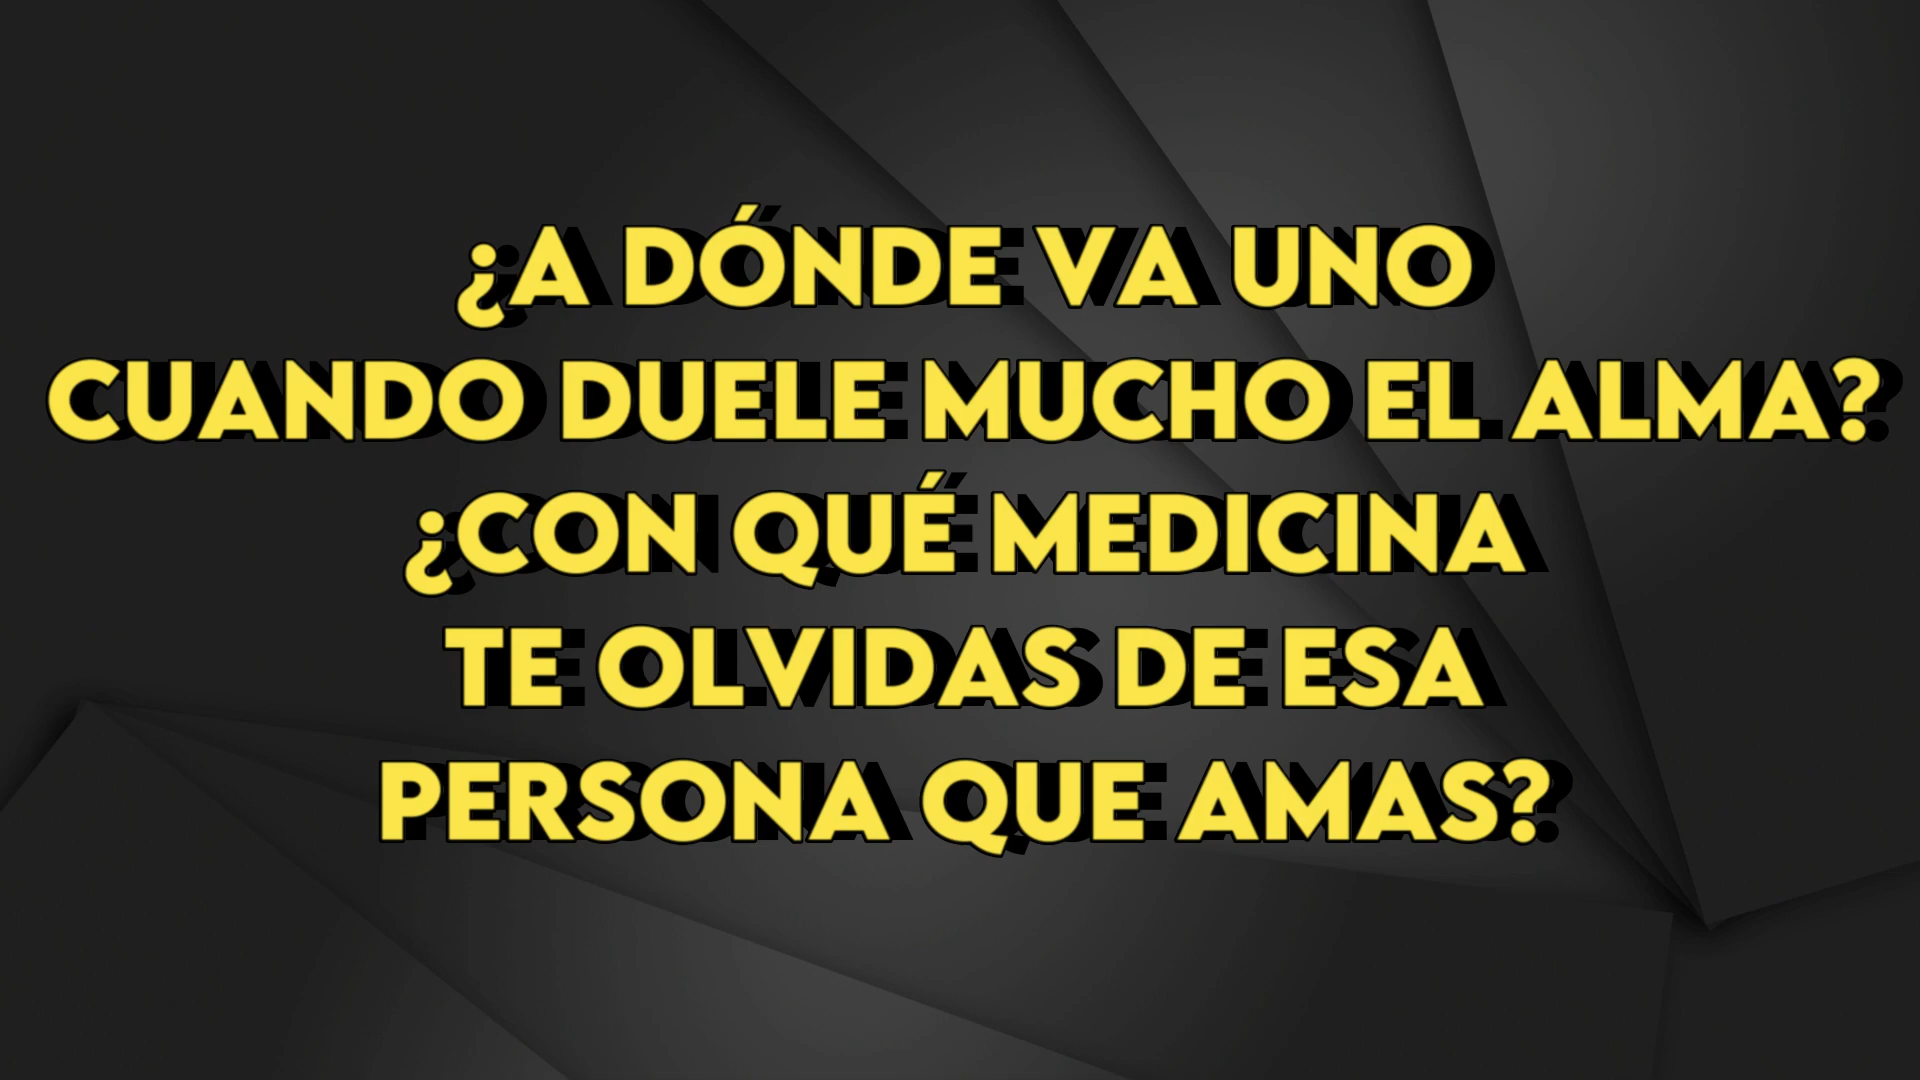 ¿A DÓNDE VA UNO
CUANDO DUELE MUCHO EL ALMA?
¿CON QUÉ MEDICINA
TE OLVIDAS DE ESA
PERSONA QUE AMAS?